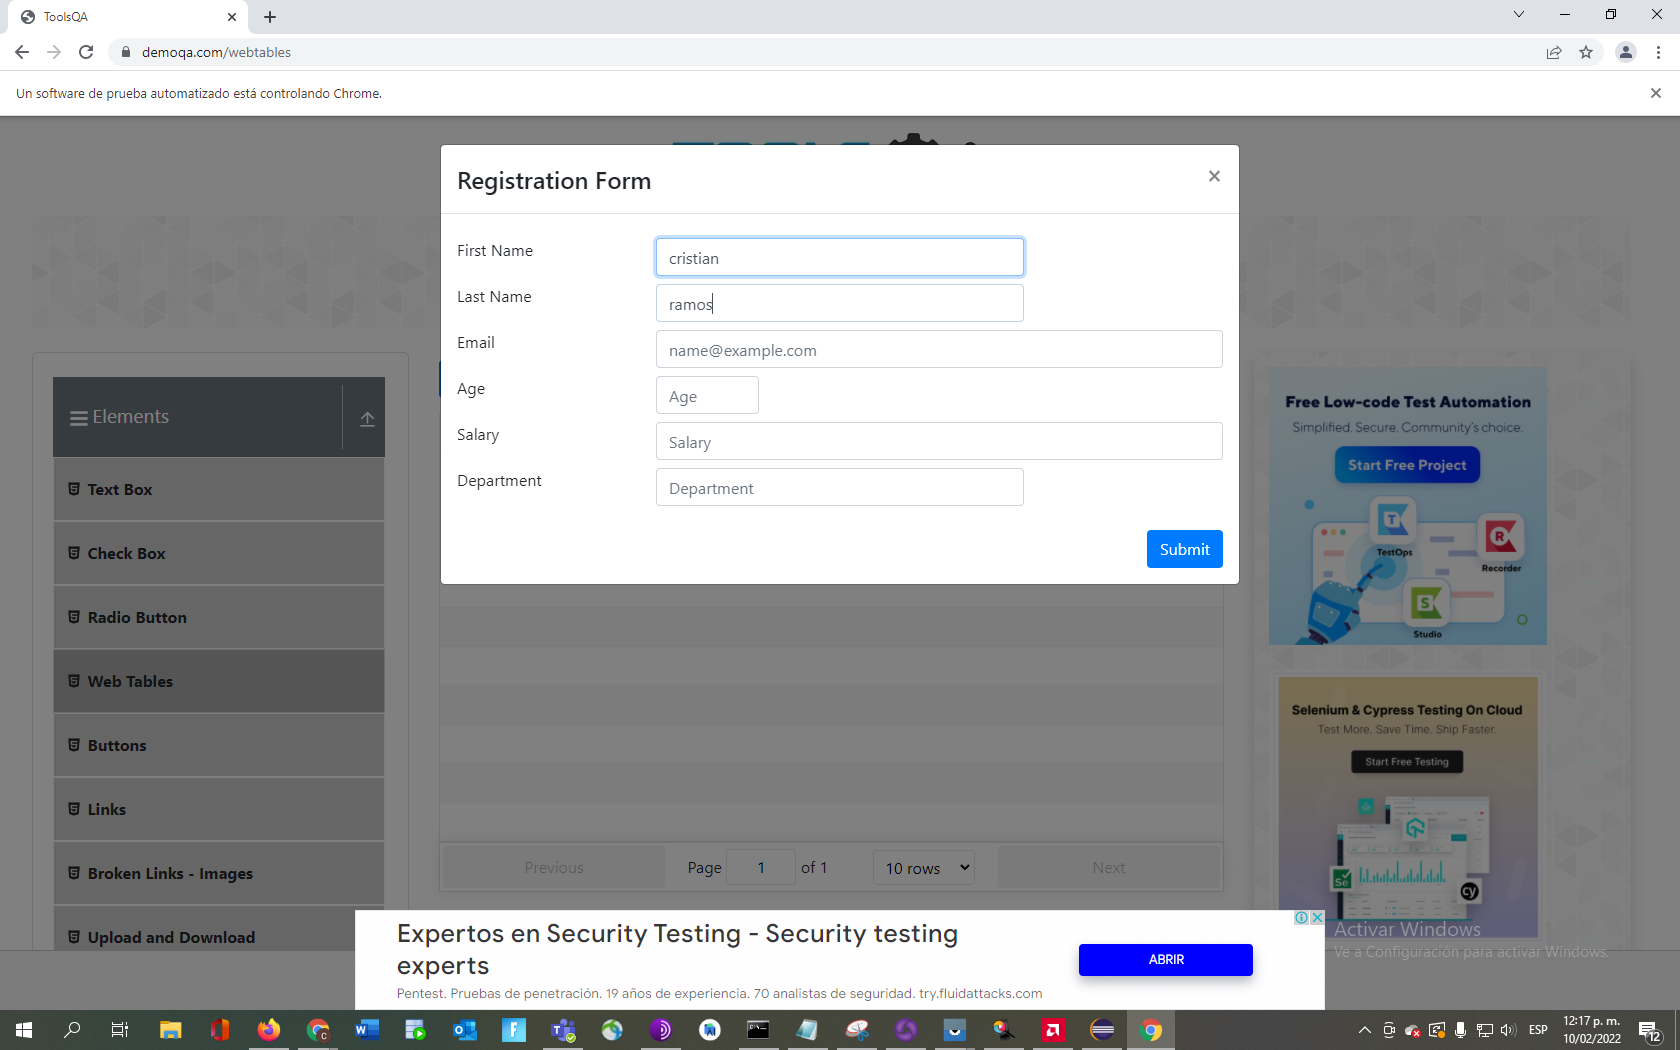 ToolsQA
demoqa.com/webtables
Un software de prueba automatizado está controlando Chrome.
Registration Form
First Name
cristian
Last Name
ramos
Email
name@example.com
Age
Age
Salary
Salary
Department
Department
Submit
Elements
Text Box
Check Box
Radio Button
Web Tables
Buttons
Links
Broken Links - Images
Upload and Download
Previous
Page
1
of 1
10 rows
Next
Free Low-code Test Automation
Simplified. Secure. Community's choice.
Start Free Project
TestOps
Recorder
Studio
Selenium & Cypress Testing On Cloud
Test More. Save Time. Ship Faster.
Start Free Testing
Se
cy
Expertos en Security Testing - Security testing
experts
Pentest. Pruebas de penetración. 19 años de experiencia. 70 analistas de seguridad. try.fluidattacks.com
ABRIR
Activar Windows
Ve a Configuración para activar Windows.
ESP
12:17 p. m.
10/02/2022
12